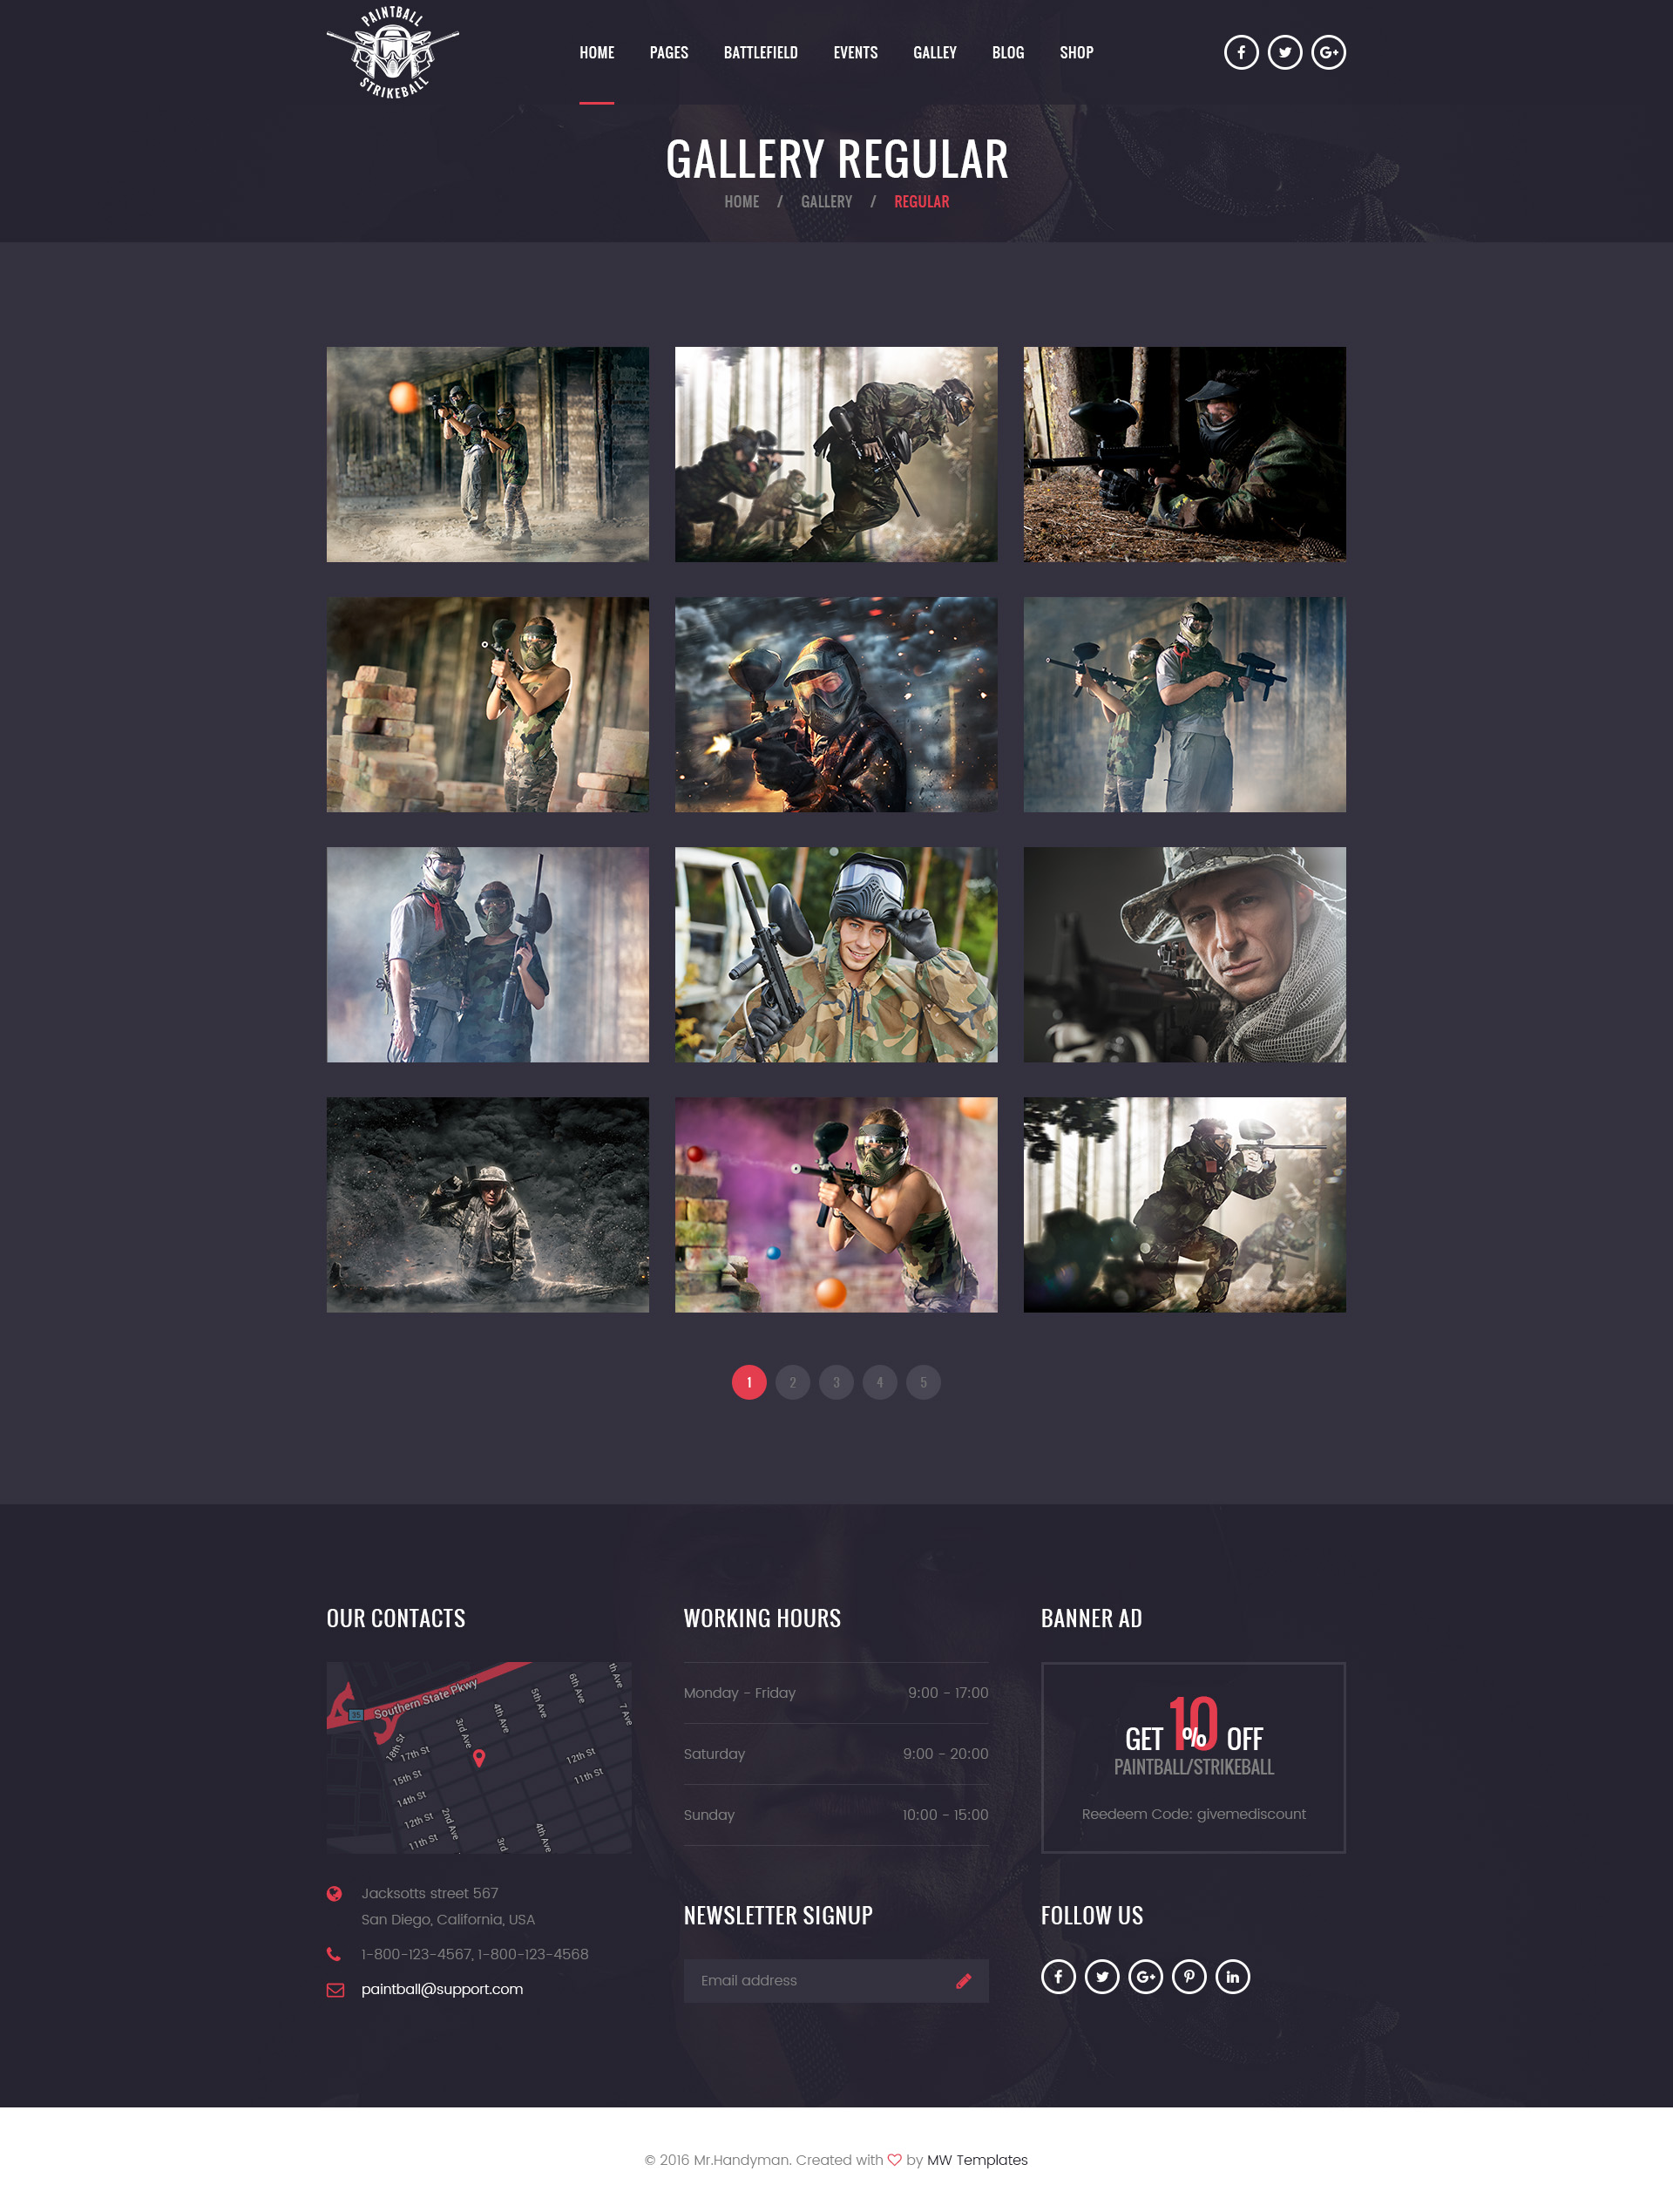 PAINTBALL
STRIKEBALL
HOME PAGES BATTLEFIELD EVENTS GALLEY BLOG SHOP
GALLERY REGULAR
HOME / GALLERY / REGULAR
1 2 3 4 5
OUR CONTACTS
Southern State Pkwy
35
18th St
17th St
15th St
14th St
12th St
11th St
2nd Ave
3rd Ave
4th Ave
5th Ave
6th Ave
th Ave
7 Ave
12th St
11th St
3rd
4th Ave
Jacksotts street 567
San Diego, California, USA
1-800-123-4567, 1-800-123-4568
paintball@support.com
WORKING HOURS
Monday - Friday 9:00 - 17:00
Saturday 9:00 - 20:00
Sunday 10:00 - 15:00
NEWSLETTER SIGNUP
Email address
BANNER AD
GET 10% OFF
PAINTBALL/STRIKEBALL
Reedeem Code: givemediscount
FOLLOW US
© 2016 Mr.Handyman. Created with ♡ by MW Templates